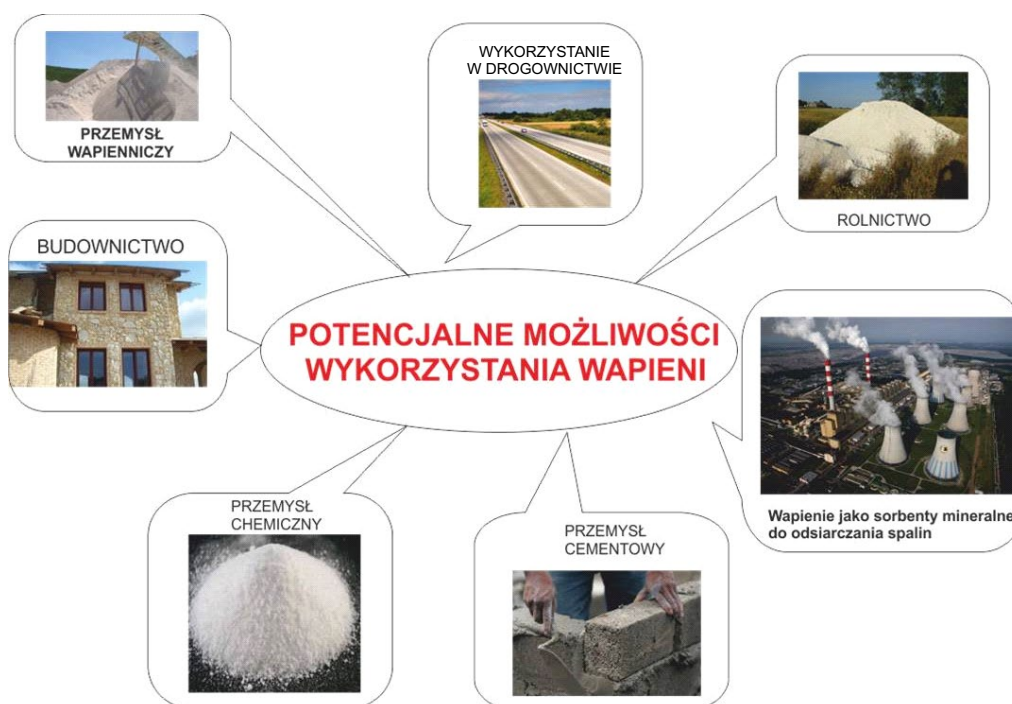 WYKORZYSTANIE
W DROGOWNICTWIE
PRZEMYSŁ
WAPIENNICZY
ROLNICTWO
BUDOWNICTWO
POTENCJALNE MOŻLIWOŚCI
WYKORZYSTANIA WAPIENI
Wapienie jako sorbenty mineralne
do odsiarczania spalin
PRZEMYSŁ
CHEMICZNY
PRZEMYSŁ
CEMENTOWY